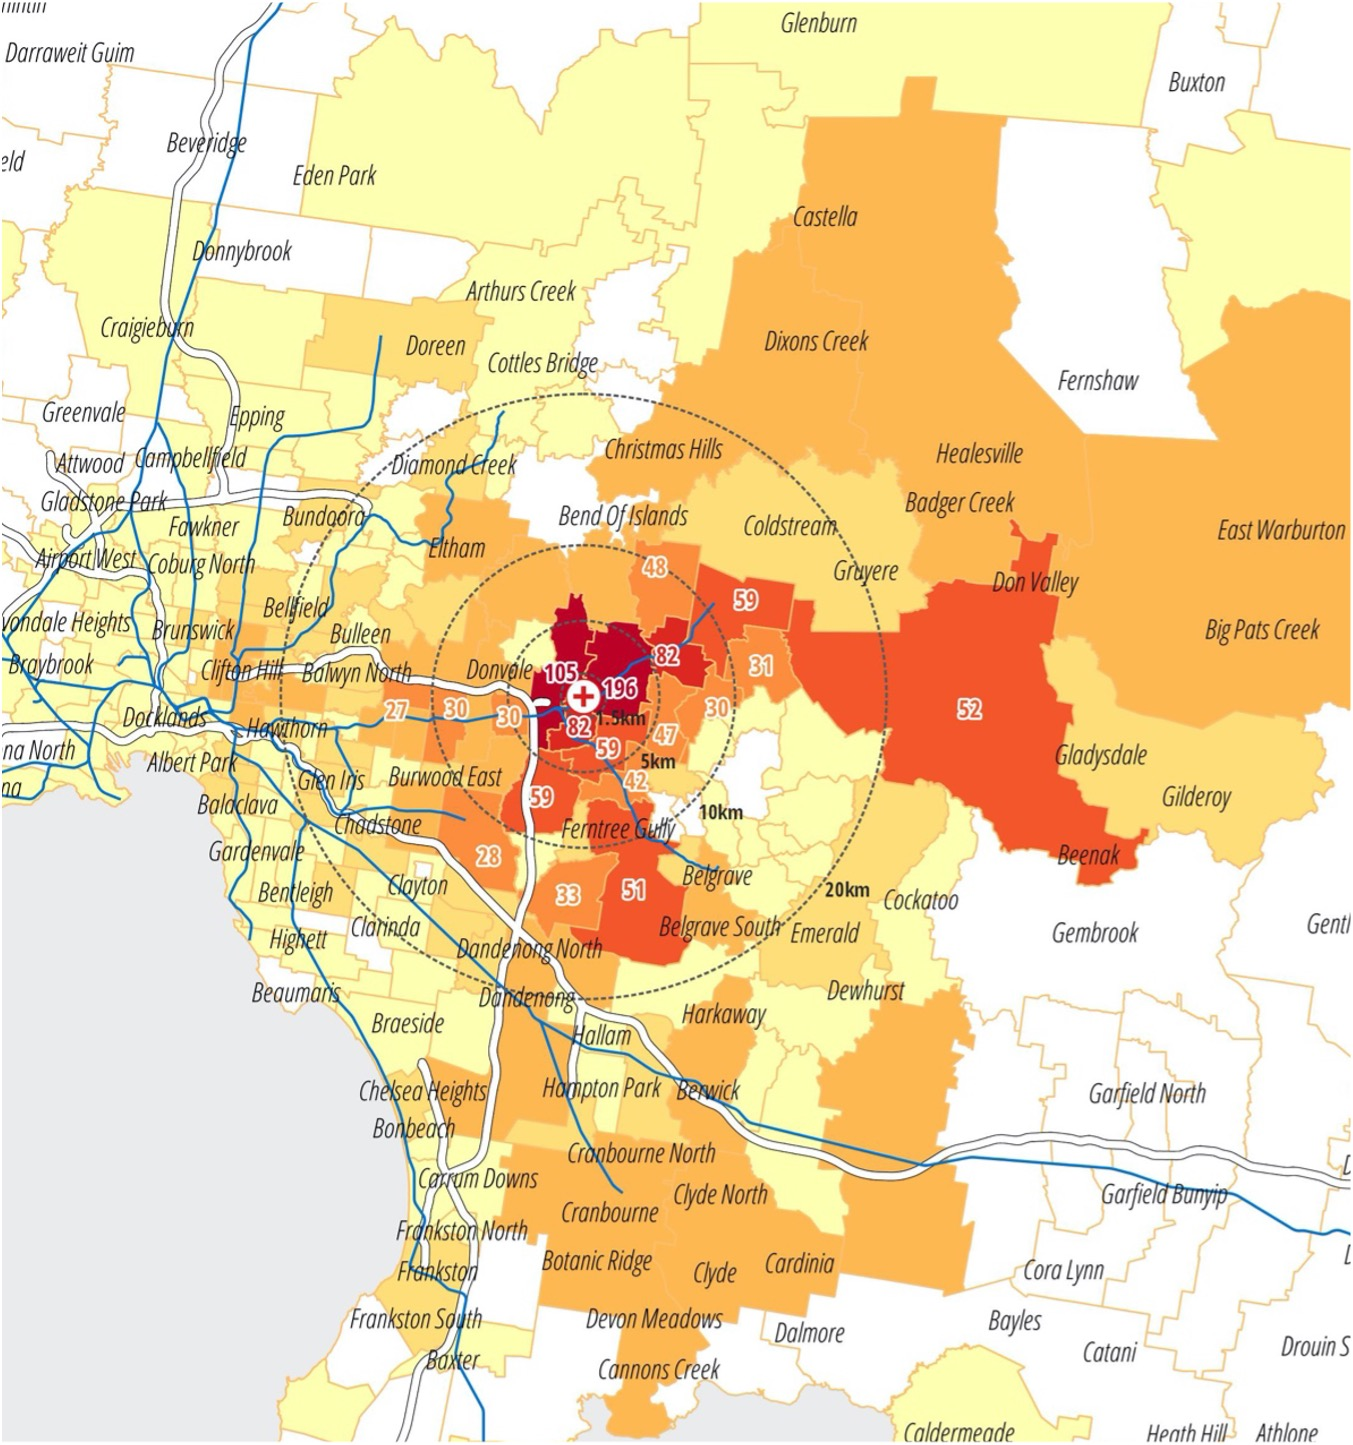 Darraweit Guim
Glenburn
Buxton
Beveridge
Eden Park
Castella
Donnybrook
Arthurs Creek
Craigieburn
Doreen
Dixons Creek
Cottles Bridge
Fernshaw
Greenvale
Epping
Christmas Hills
Healesville
Attwood
Campbellfield
Diamond Creek
Gladstone Park
Badger Creek
Bundoora
Bend Of Islands
Fawkner
Coldstream
East Warburton
Eltham
Airport West
Coburg North
48
Gruyere
Don Valley
59
Bellfield
vondale Heights
Brunswick
Bulleen
Big Pats Creek
82
Braybrook
Clifton Hill
Balwyn North
Donvale
105
31
196
27
30
30
30
52
Docklands
Hawthorn
1.5km
82
47
na North
59
Gladysdale
Albert Park
5km
Glen Iris
Burwood East
42
na
59
Gilderoy
Balaclava
10km
Chadstone
Ferntree Gully
Gardenvale
28
Beenak
Belgrave
Clayton
51
20km
Bentleigh
33
Cockatoo
Clarinda
Belgrave South
Emerald
Gembrook
Gentl
Highett
Dandenong North
Beaumaris
Dandenong
Dewhurst
Braeside
Harkaway
Hallam
Chelsea Heights
Hampton Park
Berwick
Garfield North
Bonbeach
Cranbourne North
Carrum Downs
Clyde North
Garfield Bunyip
Cranbourne
Frankston North
Botanic Ridge
Cardinia
Frankston
Clyde
Cora Lynn
Frankston South
Devon Meadows
Dalmore
Bayles
Drouin S
Baxter
Catani
Cannons Creek
Caldermeade
Heath Hill
Athlone